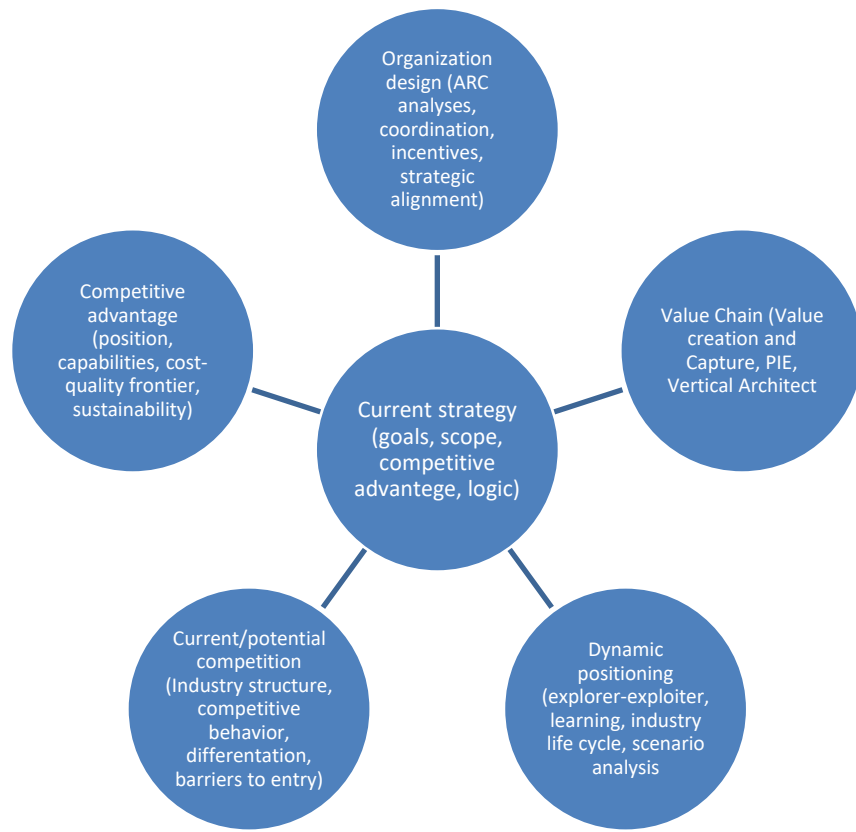 Organization
design (ARC
analyses,
coordination,
incentives,
strategic
alignment)
Competitive
advantage
(position,
capabilities, cost-
quality frontier,
sustainability)
Value Chain (Value
creation and
Capture, PIE,
Vertical Architect
Current strategy
(goals, scope,
competitive
advantege, logic)
Current/potential
competition
(Industry structure,
competitive
behavior,
differentation,
barriers to entry)
Dynamic
positioning
(explorer-exploiter,
learning, industry
life cycle, scenario
analysis